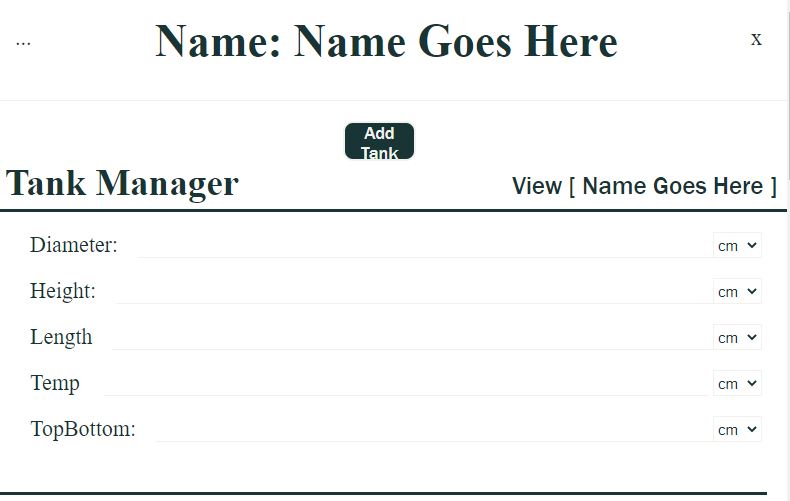 ... Name: Name Goes Here x
Add
Tank
Tank Manager View [ Name Goes Here ]
Diameter: cm
Height: cm
Length cm
Temp cm
TopBottom: cm